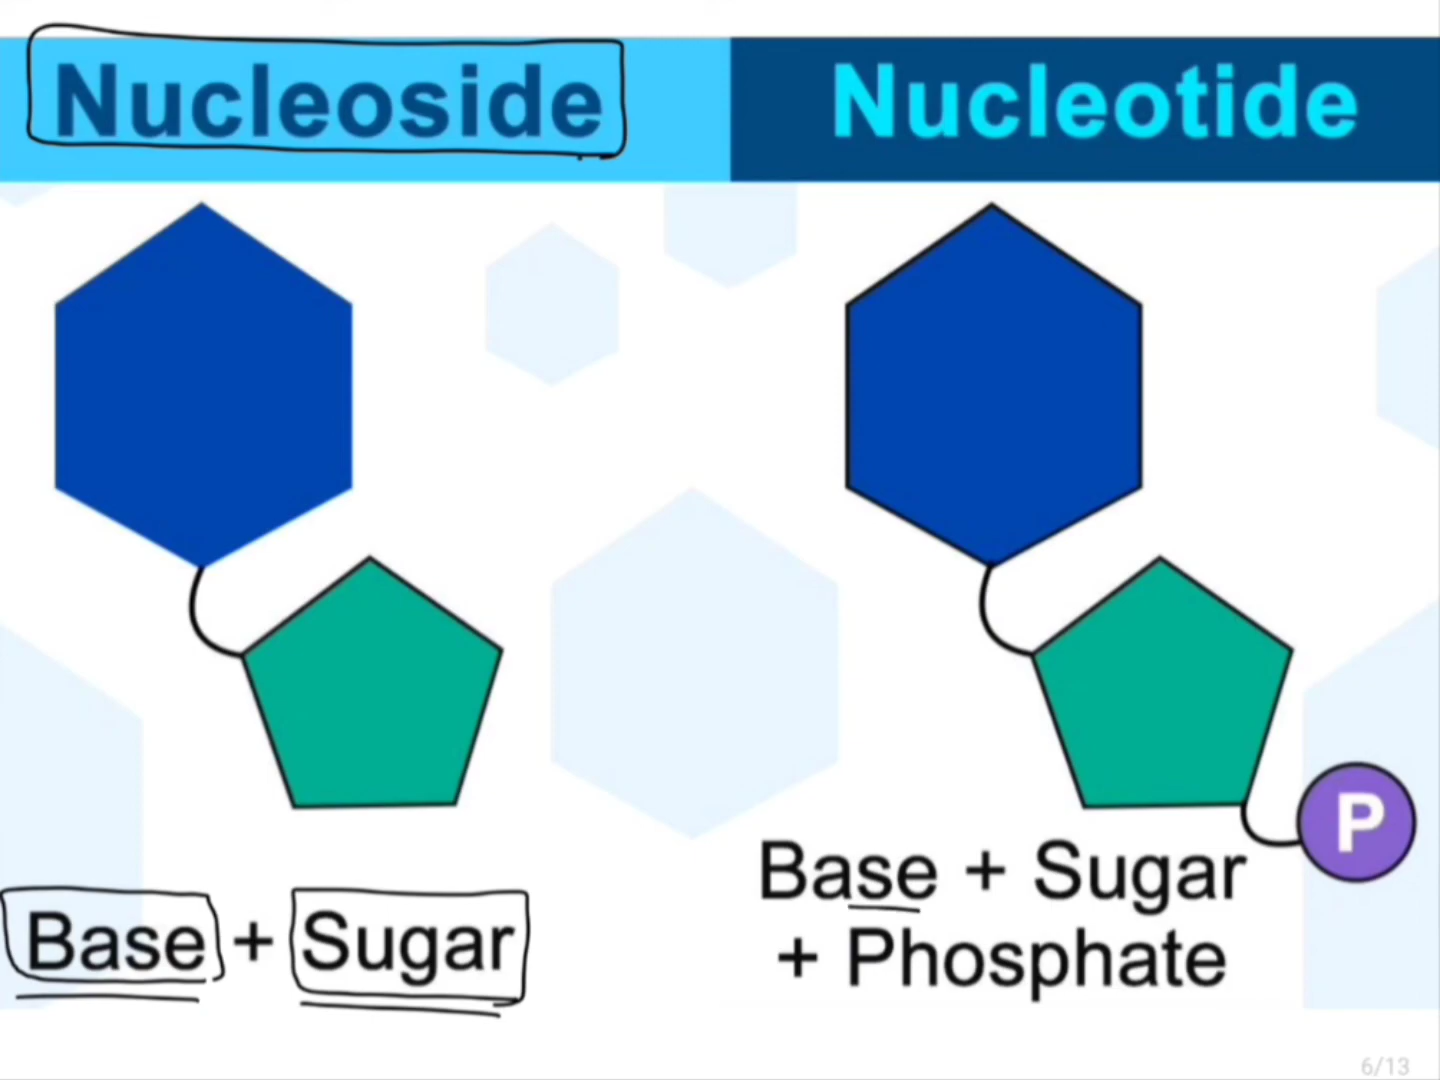 Nucleoside
Nucleotide
P
Base + Sugar
Base + Sugar
+ Phosphate
6/13